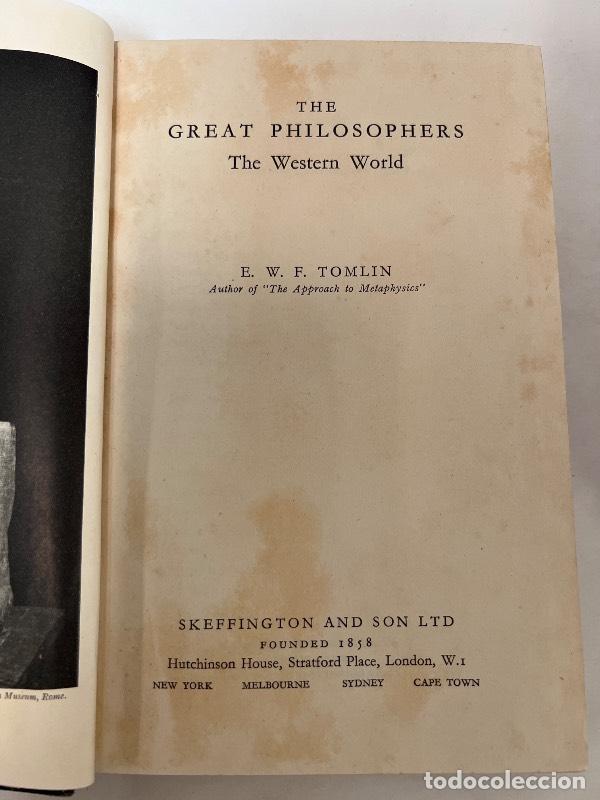 THE
GREAT PHILOSOPHERS
The Western World
E. W. F. TOMLIN
Author of "The Approach to Metaphysics"
SKEFFINGTON AND SON LTD
FOUNDED 1858
Hutchinson House, Stratford Place, London, W.1
NEW YORK MELBOURNE SYDNEY CAPE TOWN
Museum, Rome.
todocoleccion